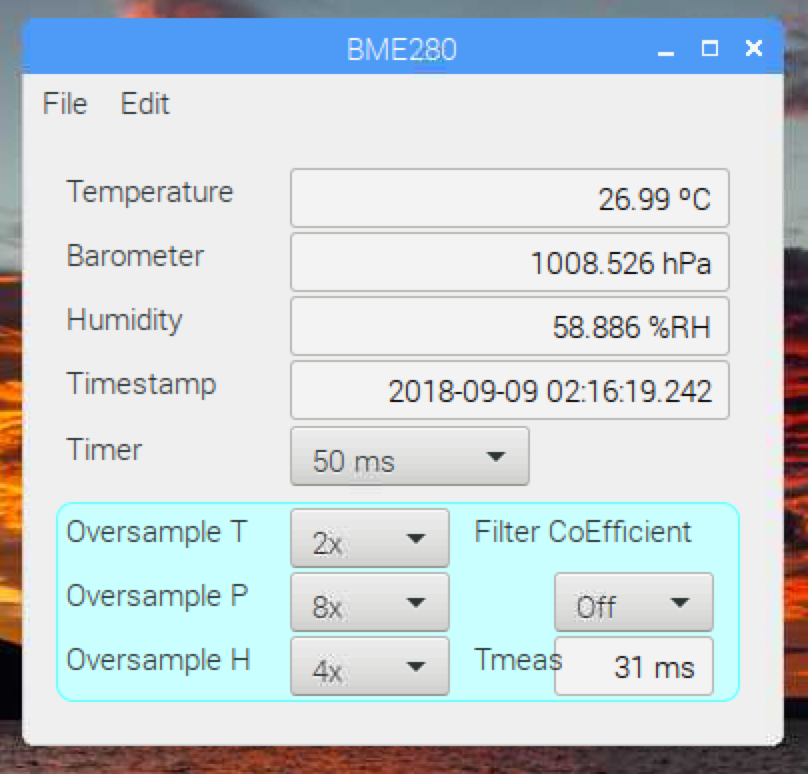 BME280
File Edit
Temperature 26.99 ºC
Barometer 1008.526 hPa
Humidity 58.886 %RH
Timestamp 2018-09-09 02:16:19.242
Timer 50 ms
Oversample T 2x Filter CoEfficient
Oversample P 8x Off
Oversample H 4x Tmeas 31 ms